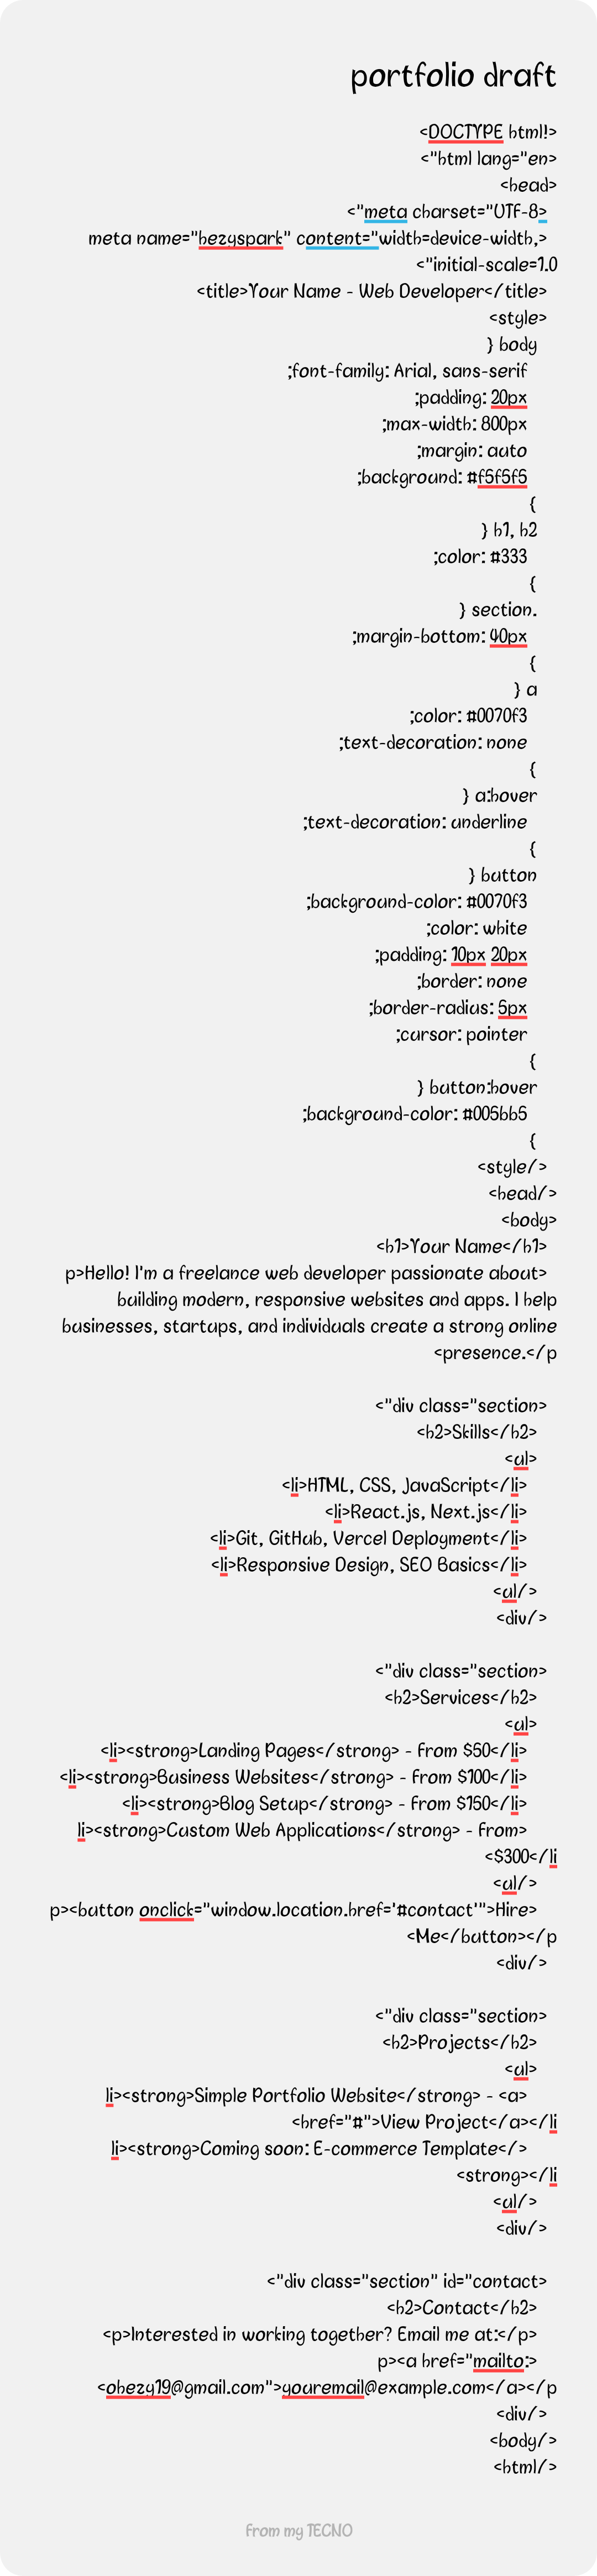 portfolio draft
<DOCTYPE html!>
<"html lang="en>
<head>
<"meta charset="UTF-8>
meta name="hezyspark" content="width=device-width,>
<"initial-scale=1.0
<title>Your Name - Web Developer</title>
<style>
} body
;font-family: Arial, sans-serif
;padding: 20px
;max-width: 800px
;margin: auto
;background: #f5f5f5
{
} h1, h2
;color: #333
{
} section.
;margin-bottom: 40px
{
} a
;color: #0070f3
;text-decoration: none
{
} a:hover
;text-decoration: underline
{
} button
;background-color: #0070f3
;color: white
;padding: 10px 20px
;border: none
;border-radius: 5px
;cursor: pointer
{
} button:hover
;background-color: #005bb5
{
<style/>
<head/>
<body>
<h1>Your Name</h1>
p>Hello! I'm a freelance web developer passionate about>
building modern, responsive websites and apps. I help
businesses, startups, and individuals create a strong online
<presence.</p
<"div class="section>
<h2>Skills</h2>
<ul>
<li>HTML, CSS, JavaScript</li>
<li>React.js, Next.js</li>
<li>Git, GitHub, Vercel Deployment</li>
<li>Responsive Design, SEO Basics</li>
<ul/>
<div/>
<"div class="section>
<h2>Services</h2>
<ul>
<li><strong>Landing Pages</strong> - from $50</li>
<li><strong>Business Websites</strong> - from $100</li>
<li><strong>Blog Setup</strong> - from $150</li>
li><strong>Custom Web Applications</strong> - from>
<$300</li
<ul/>
p><button onclick="window.location.href='#contact'">Hire>
<Me</button></p
<div/>
<"div class="section>
<h2>Projects</h2>
<ul>
li><strong>Simple Portfolio Website</strong> - <a>
<href="#">View Project</a></li
li><strong>Coming soon: E-commerce Template</>
<strong></li
<ul/>
<div/>
<"div class="section" id="contact>
<h2>Contact</h2>
<p>Interested in working together? Email me at:</p>
p><a href="mailto:>
<obezy19@gmail.com">youremail@example.com</a></p
<div/>
<body/>
<html/>
from my TECNO